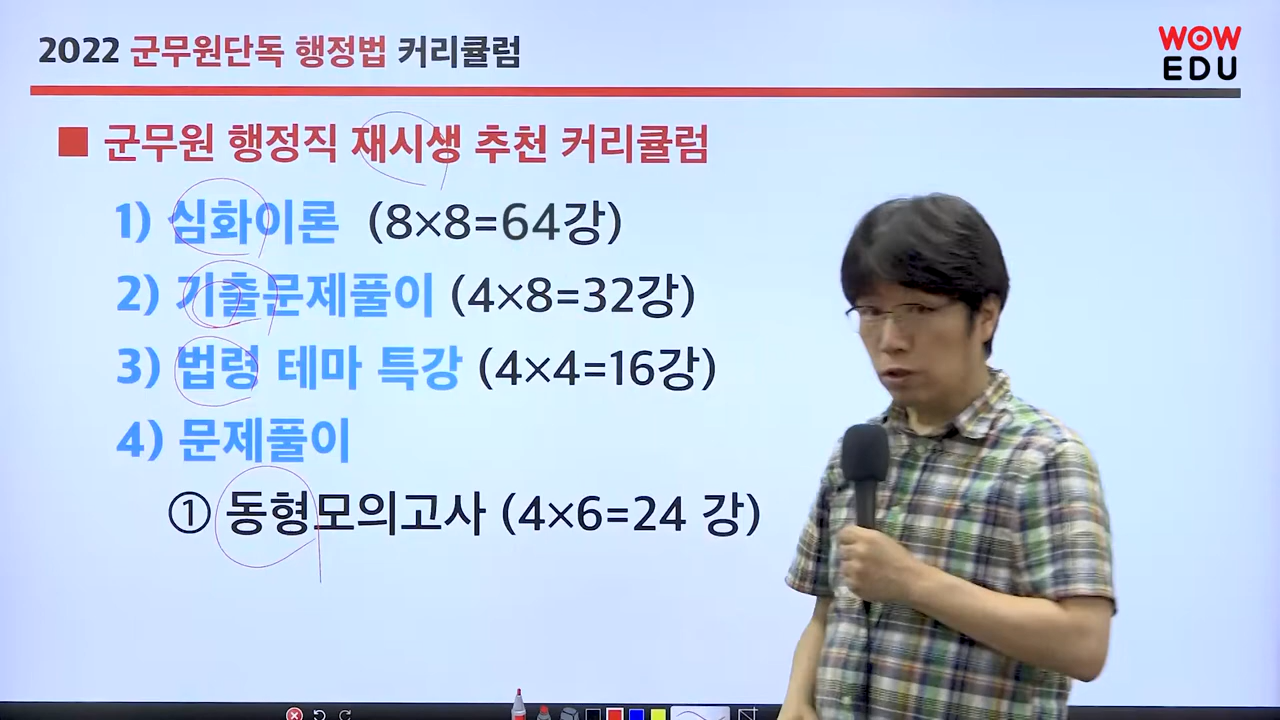 2022 군무원단독 행정법 커리큘럼
WOW
EDU
■ 군무원 행정직 재시생 추천 커리큘럼
1) 심화이론 (8×8=64강)
2) 기출문제풀이 (4×8=32강)
3) 법령 테마 특강 (4×4=16강)
4) 문제풀이
① 동형모의고사 (4×6=24 강)